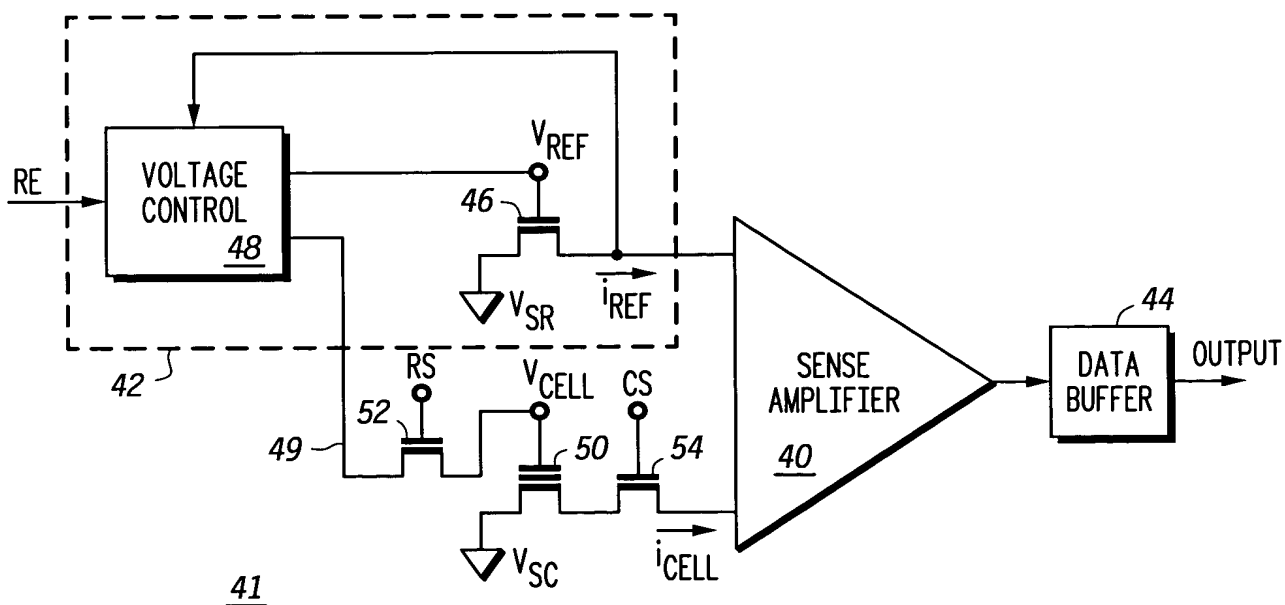 RE
VOLTAGE
CONTROL
48
V_REF
46
V_SR
i_REF
42
RS
52
49
V_CELL
50
CS
54
V_SC
i_CELL
SENSE
AMPLIFIER
40
44
DATA
BUFFER
OUTPUT
41